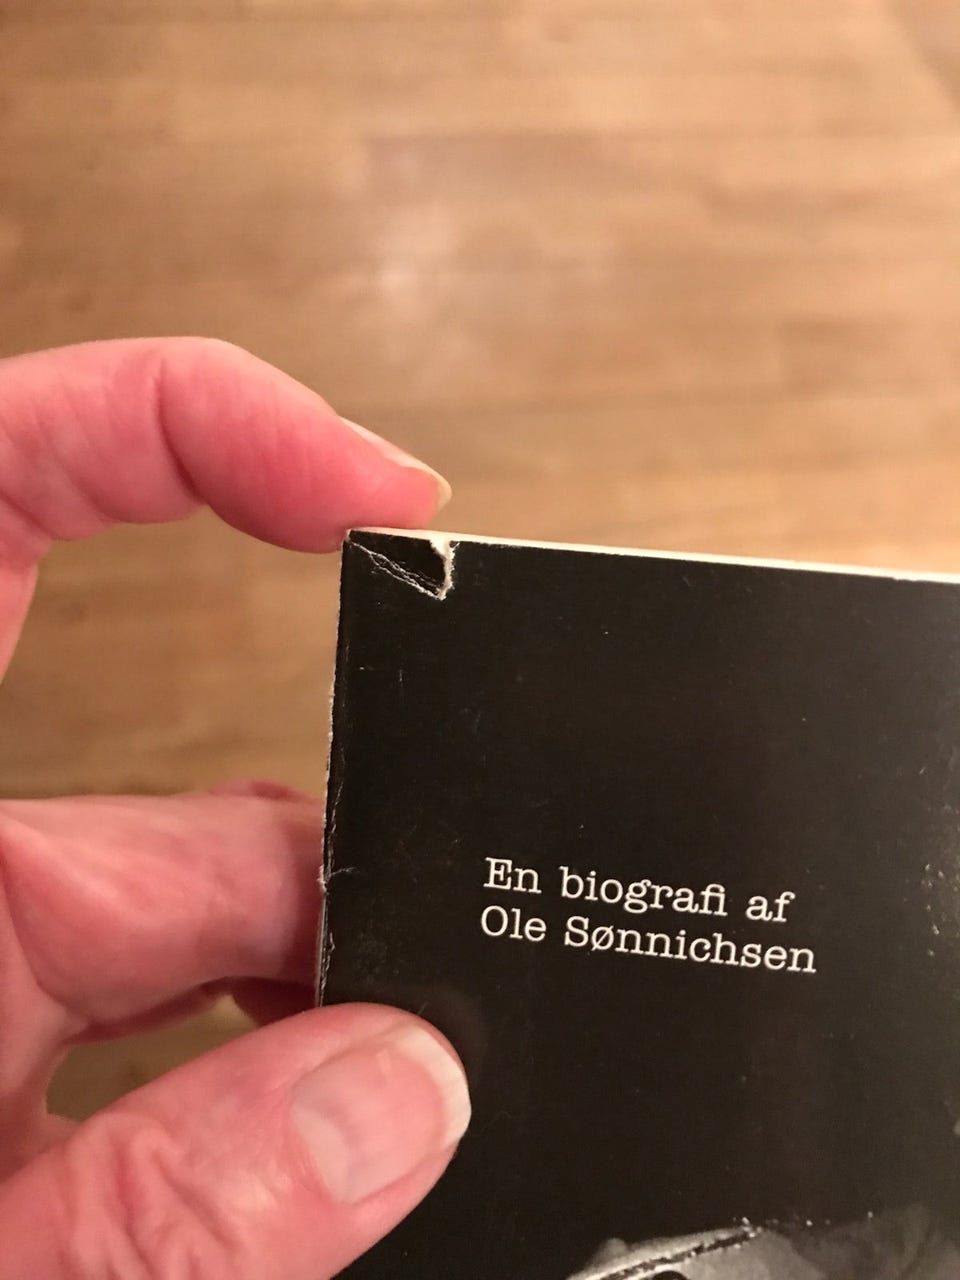 En biografi af
Ole Sønnichsen